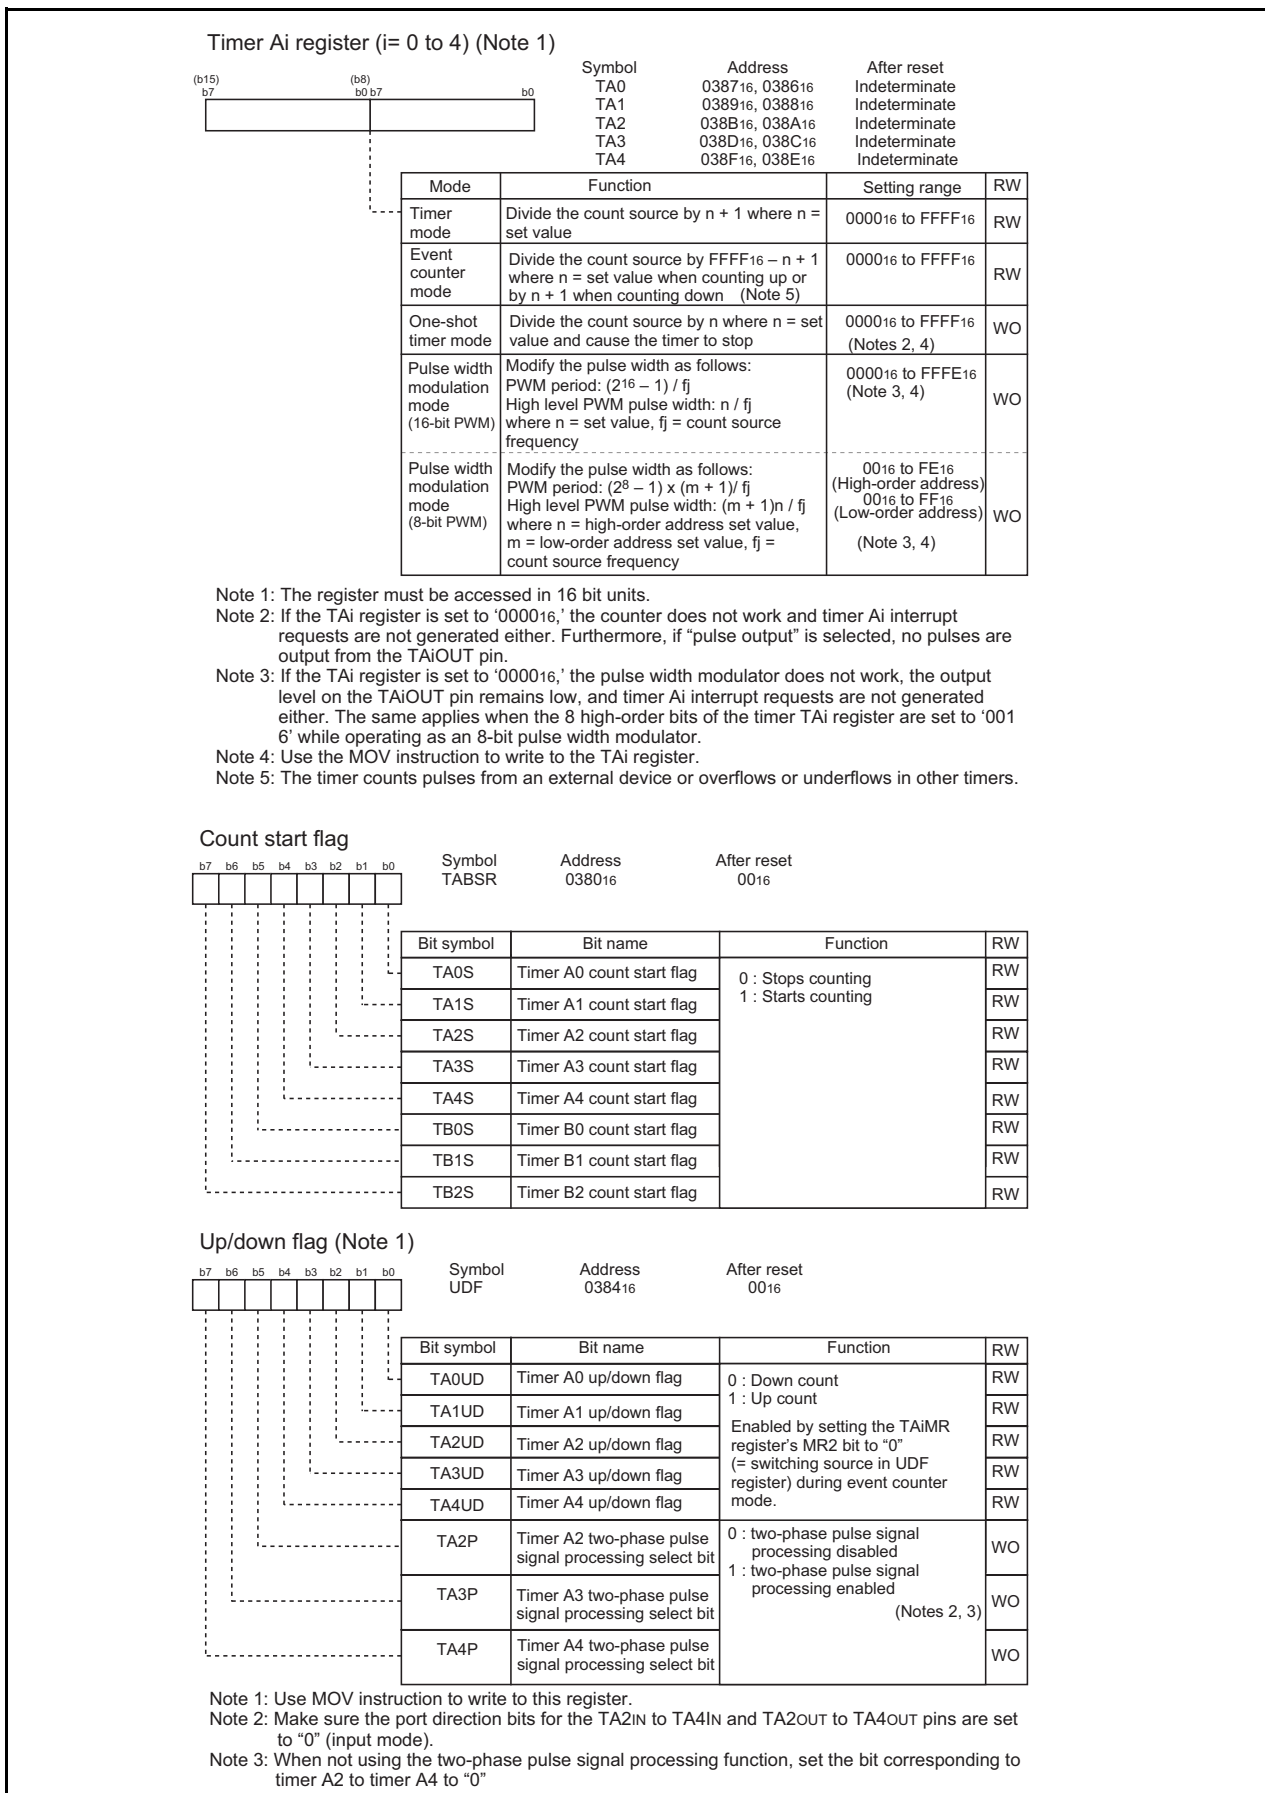 Timer Ai register (i= 0 to 4) (Note 1)
Symbol Address After reset
(b15) (b8)
b7 b0 b7 b0
TA0 038716, 038616 Indeterminate
TA1 038916, 038816 Indeterminate
TA2 038B16, 038A16 Indeterminate
TA3 038D16, 038C16 Indeterminate
TA4 038F16, 038E16 Indeterminate
Mode Function Setting range RW
Timer mode Divide the count source by n + 1 where n = set value 000016 to FFFF16 RW
Event counter mode Divide the count source by FFFF16 – n + 1 where n = set value when counting up or by n + 1 when counting down (Note 5) 000016 to FFFF16 RW
One-shot timer mode Divide the count source by n where n = set value and cause the timer to stop 000016 to FFFF16 (Notes 2, 4) WO
Pulse width modulation mode (16-bit PWM) Modify the pulse width as follows:
PWM period: (216 – 1) / fj
High level PWM pulse width: n / fj
where n = set value, fj = count source frequency
000016 to FFFE16 (Note 3, 4) WO
Pulse width modulation mode (8-bit PWM) Modify the pulse width as follows:
PWM period: (28 – 1) x (m + 1)/ fj
High level PWM pulse width: (m + 1)n / fj
where n = high-order address set value,
m = low-order address set value, fj =
count source frequency
0016 to FE16
(High-order address)
0016 to FF16
(Low-order address)
(Note 3, 4)
WO
Note 1: The register must be accessed in 16 bit units.
Note 2: If the TAi register is set to ‘000016,’ the counter does not work and timer Ai interrupt
requests are not generated either. Furthermore, if “pulse output” is selected, no pulses are
output from the TAiOUT pin.
Note 3: If the TAi register is set to ‘000016,’ the pulse width modulator does not work, the output
level on the TAiOUT pin remains low, and timer Ai interrupt requests are not generated
either. The same applies when the 8 high-order bits of the timer TAi register are set to ‘001
6’ while operating as an 8-bit pulse width modulator.
Note 4: Use the MOV instruction to write to the TAi register.
Note 5: The timer counts pulses from an external device or overflows or underflows in other timers.
Count start flag
b7 b6 b5 b4 b3 b2 b1 b0
Symbol Address After reset
TABSR 038016 0016
Bit symbol Bit name Function RW
TA0S Timer A0 count start flag 0 : Stops counting RW
1 : Starts counting
TA1S Timer A1 count start flag RW
TA2S Timer A2 count start flag RW
TA3S Timer A3 count start flag RW
TA4S Timer A4 count start flag RW
TB0S Timer B0 count start flag RW
TB1S Timer B1 count start flag RW
TB2S Timer B2 count start flag RW
Up/down flag (Note 1)
b7 b6 b5 b4 b3 b2 b1 b0
Symbol Address After reset
UDF 038416 0016
Bit symbol Bit name Function RW
TA0UD Timer A0 up/down flag RW
TA1UD Timer A1 up/down flag RW
TA2UD Timer A2 up/down flag RW
TA3UD Timer A3 up/down flag RW
TA4UD Timer A4 up/down flag RW
0 : Down count
1 : Up count
Enabled by setting the TAiMR
register’s MR2 bit to “0”
(= switching source in UDF
register) during event counter
mode.
TA2P Timer A2 two-phase pulse signal processing select bit WO
TA3P Timer A3 two-phase pulse signal processing select bit WO
TA4P Timer A4 two-phase pulse signal processing select bit WO
0 : two-phase pulse signal
processing disabled
1 : two-phase pulse signal
processing enabled
(Notes 2, 3)
Note 1: Use MOV instruction to write to this register.
Note 2: Make sure the port direction bits for the TA2IN to TA4IN and TA2OUT to TA4OUT pins are set
to “0” (input mode).
Note 3: When not using the two-phase pulse signal processing function, set the bit corresponding to
timer A2 to timer A4 to “0”